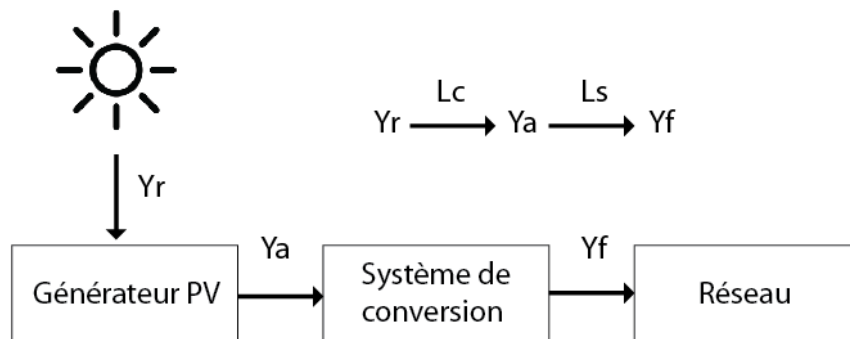 Lc Ls
Yr Ya Yf
Yr
Ya Yf
Générateur PV
Système de
conversion
Réseau